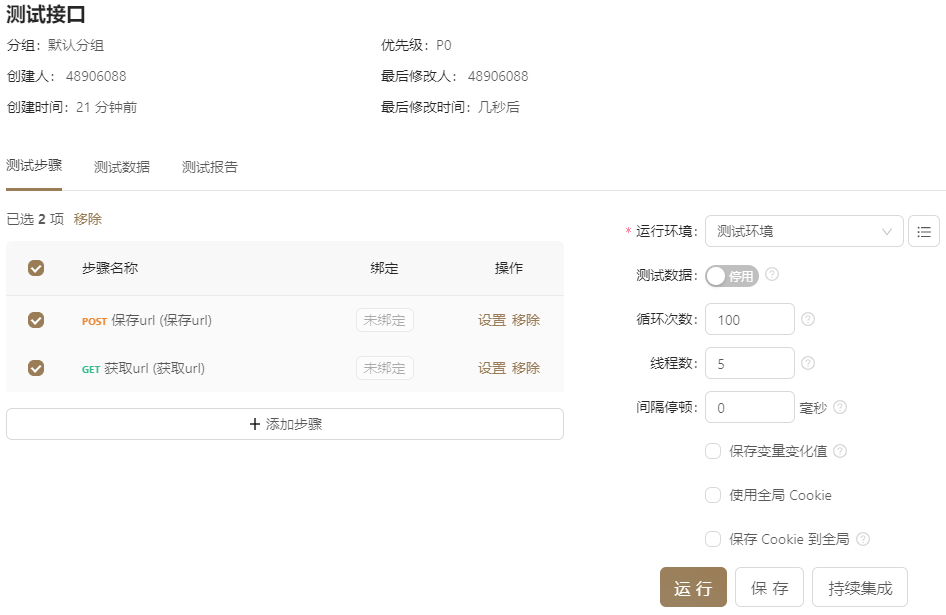 测试接口
分组：默认分组 优先级：P0
创建人：48906088 最后修改人：48906088
创建时间：21 分钟前 最后修改时间：几秒后
测试步骤 测试数据 测试报告
已选 2 项 移除
步骤名称 绑定 操作
POST 保存url (保存url) 未绑定 设置 移除
GET 获取url (获取url) 未绑定 设置 移除
添加步骤
* 运行环境: 测试环境
测试数据: 停用
循环次数: 100
线程数: 5
间隔停顿: 0 毫秒
保存变量变化值
使用全局 Cookie
保存 Cookie 到全局
运 行 保 存 持续集成